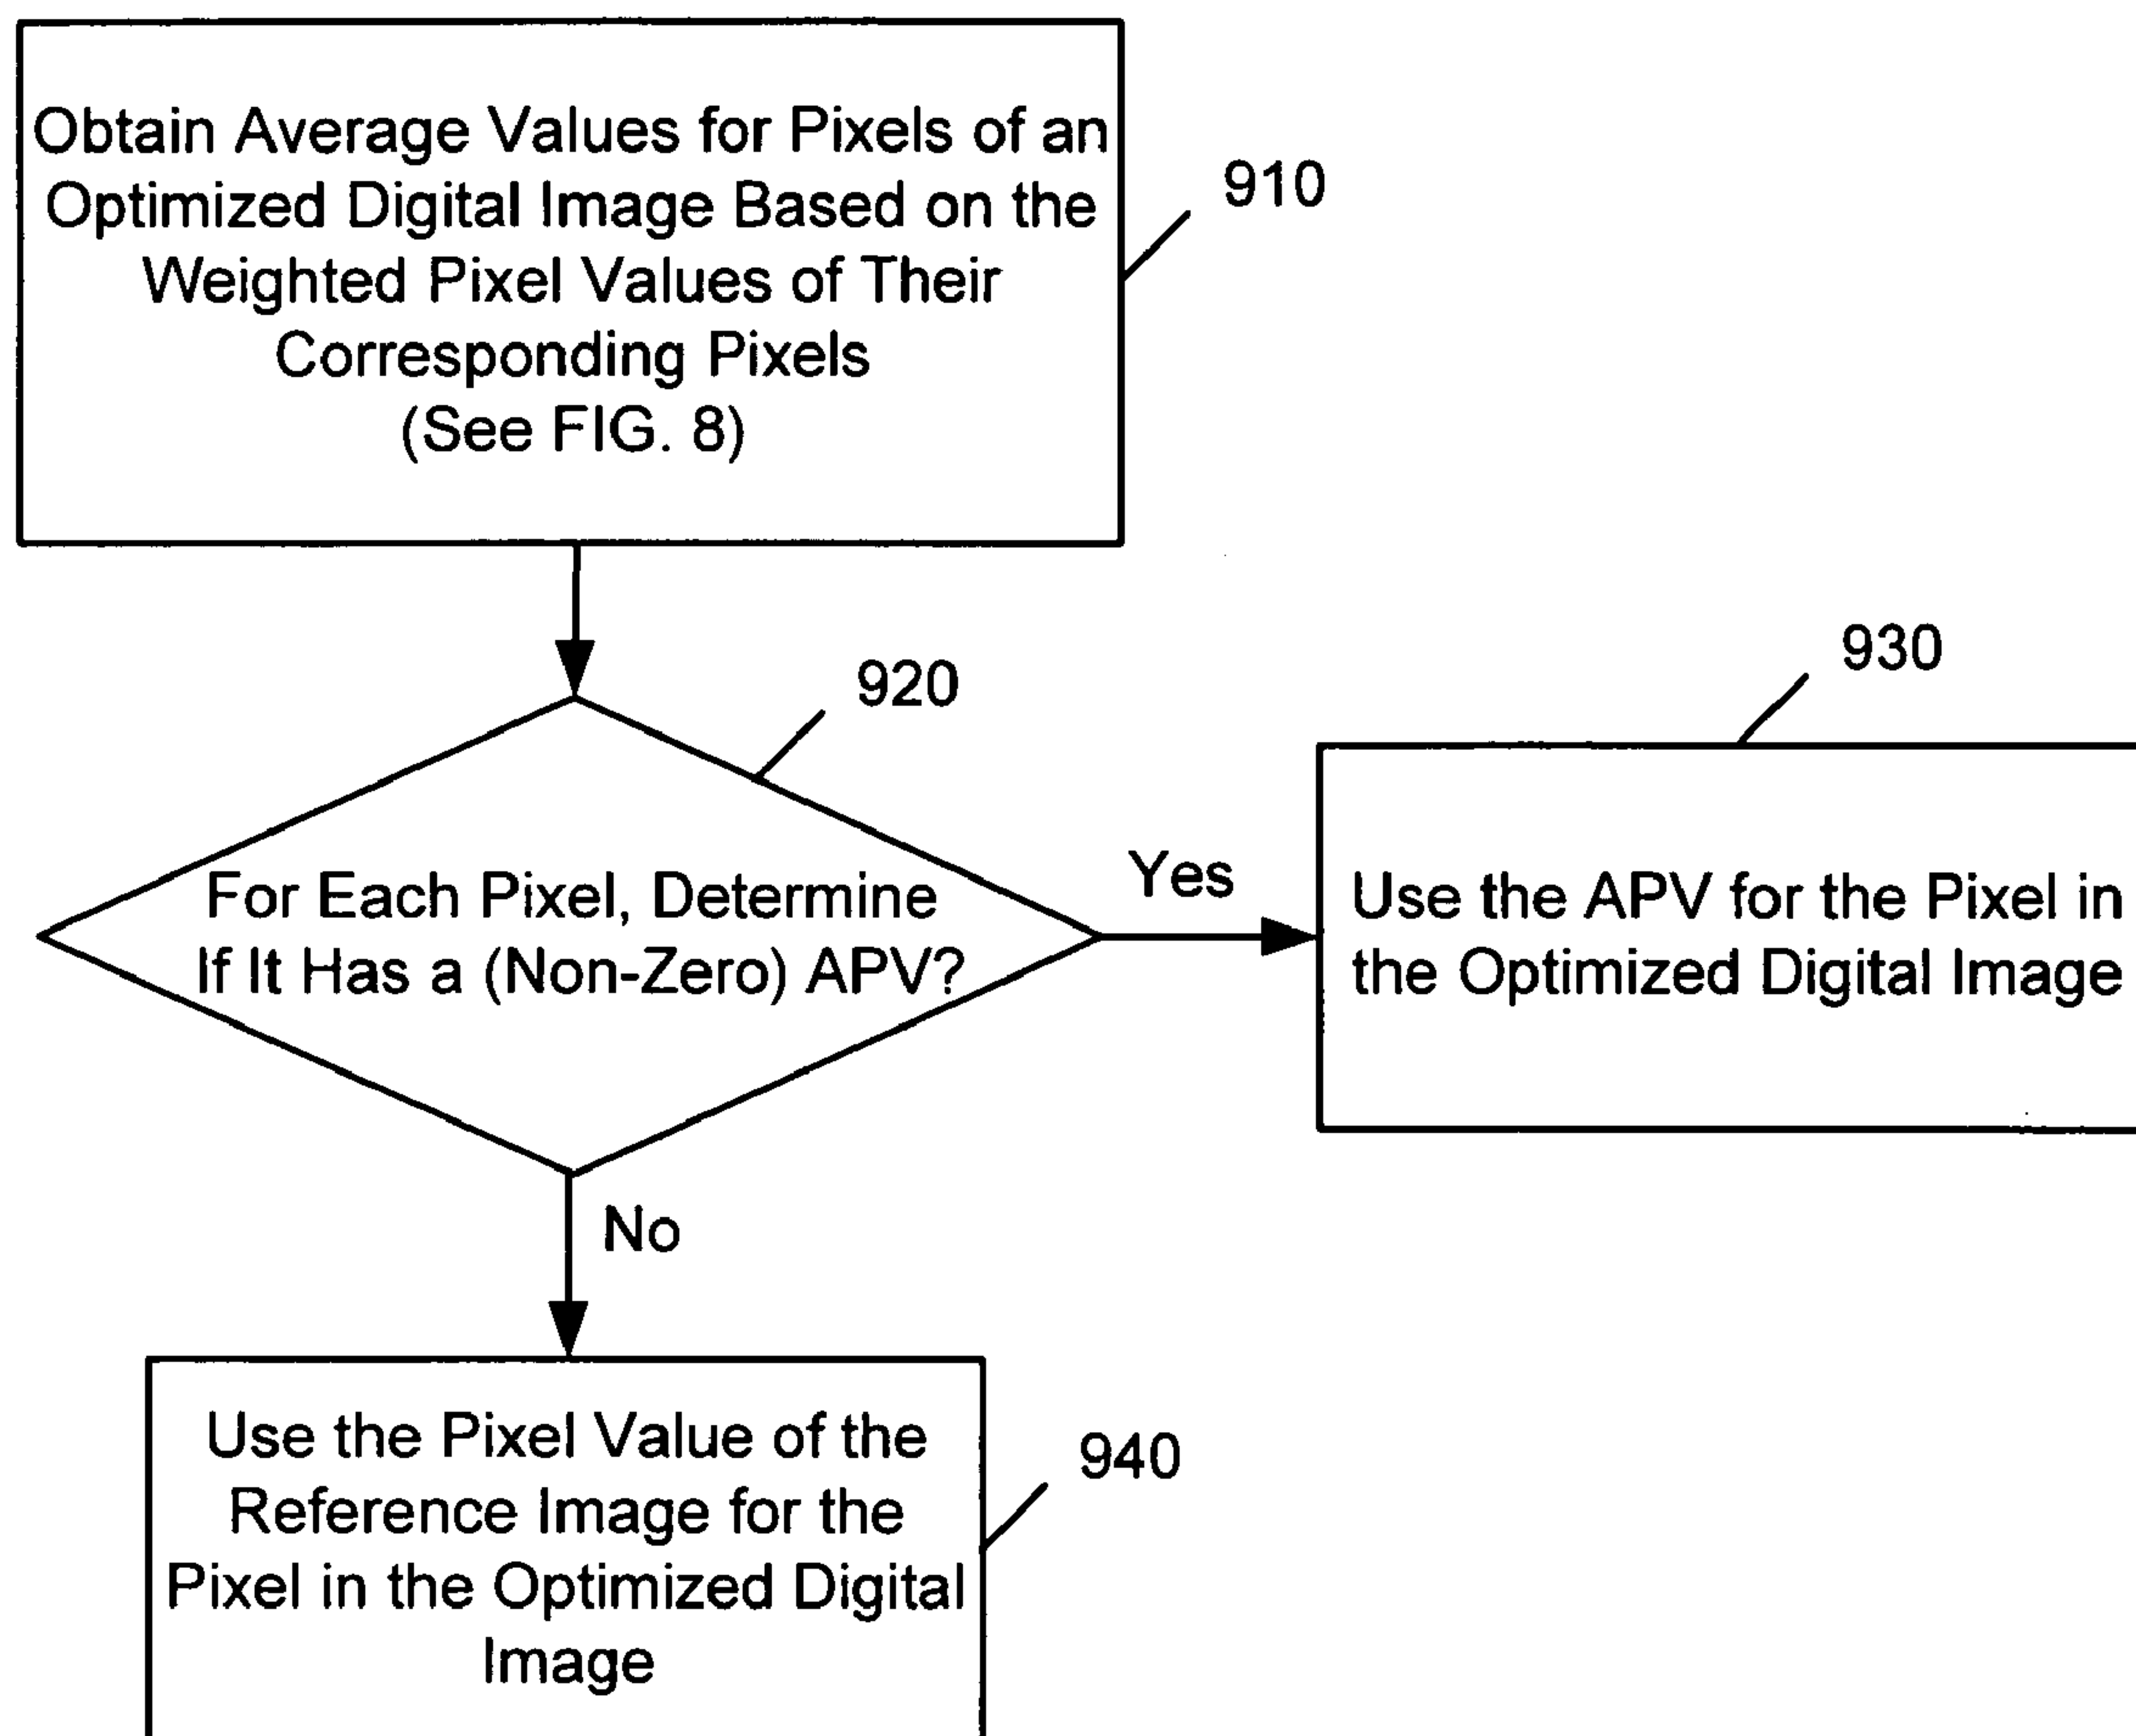 Obtain Average Values for Pixels of an
Optimized Digital Image Based on the
Weighted Pixel Values of Their
Corresponding Pixels
(See FIG. 8)
910
920
For Each Pixel, Determine
If It Has a (Non-Zero) APV?
Yes
930
Use the APV for the Pixel in
the Optimized Digital Image
No
Use the Pixel Value of the
Reference Image for the
Pixel in the Optimized Digital
Image
940